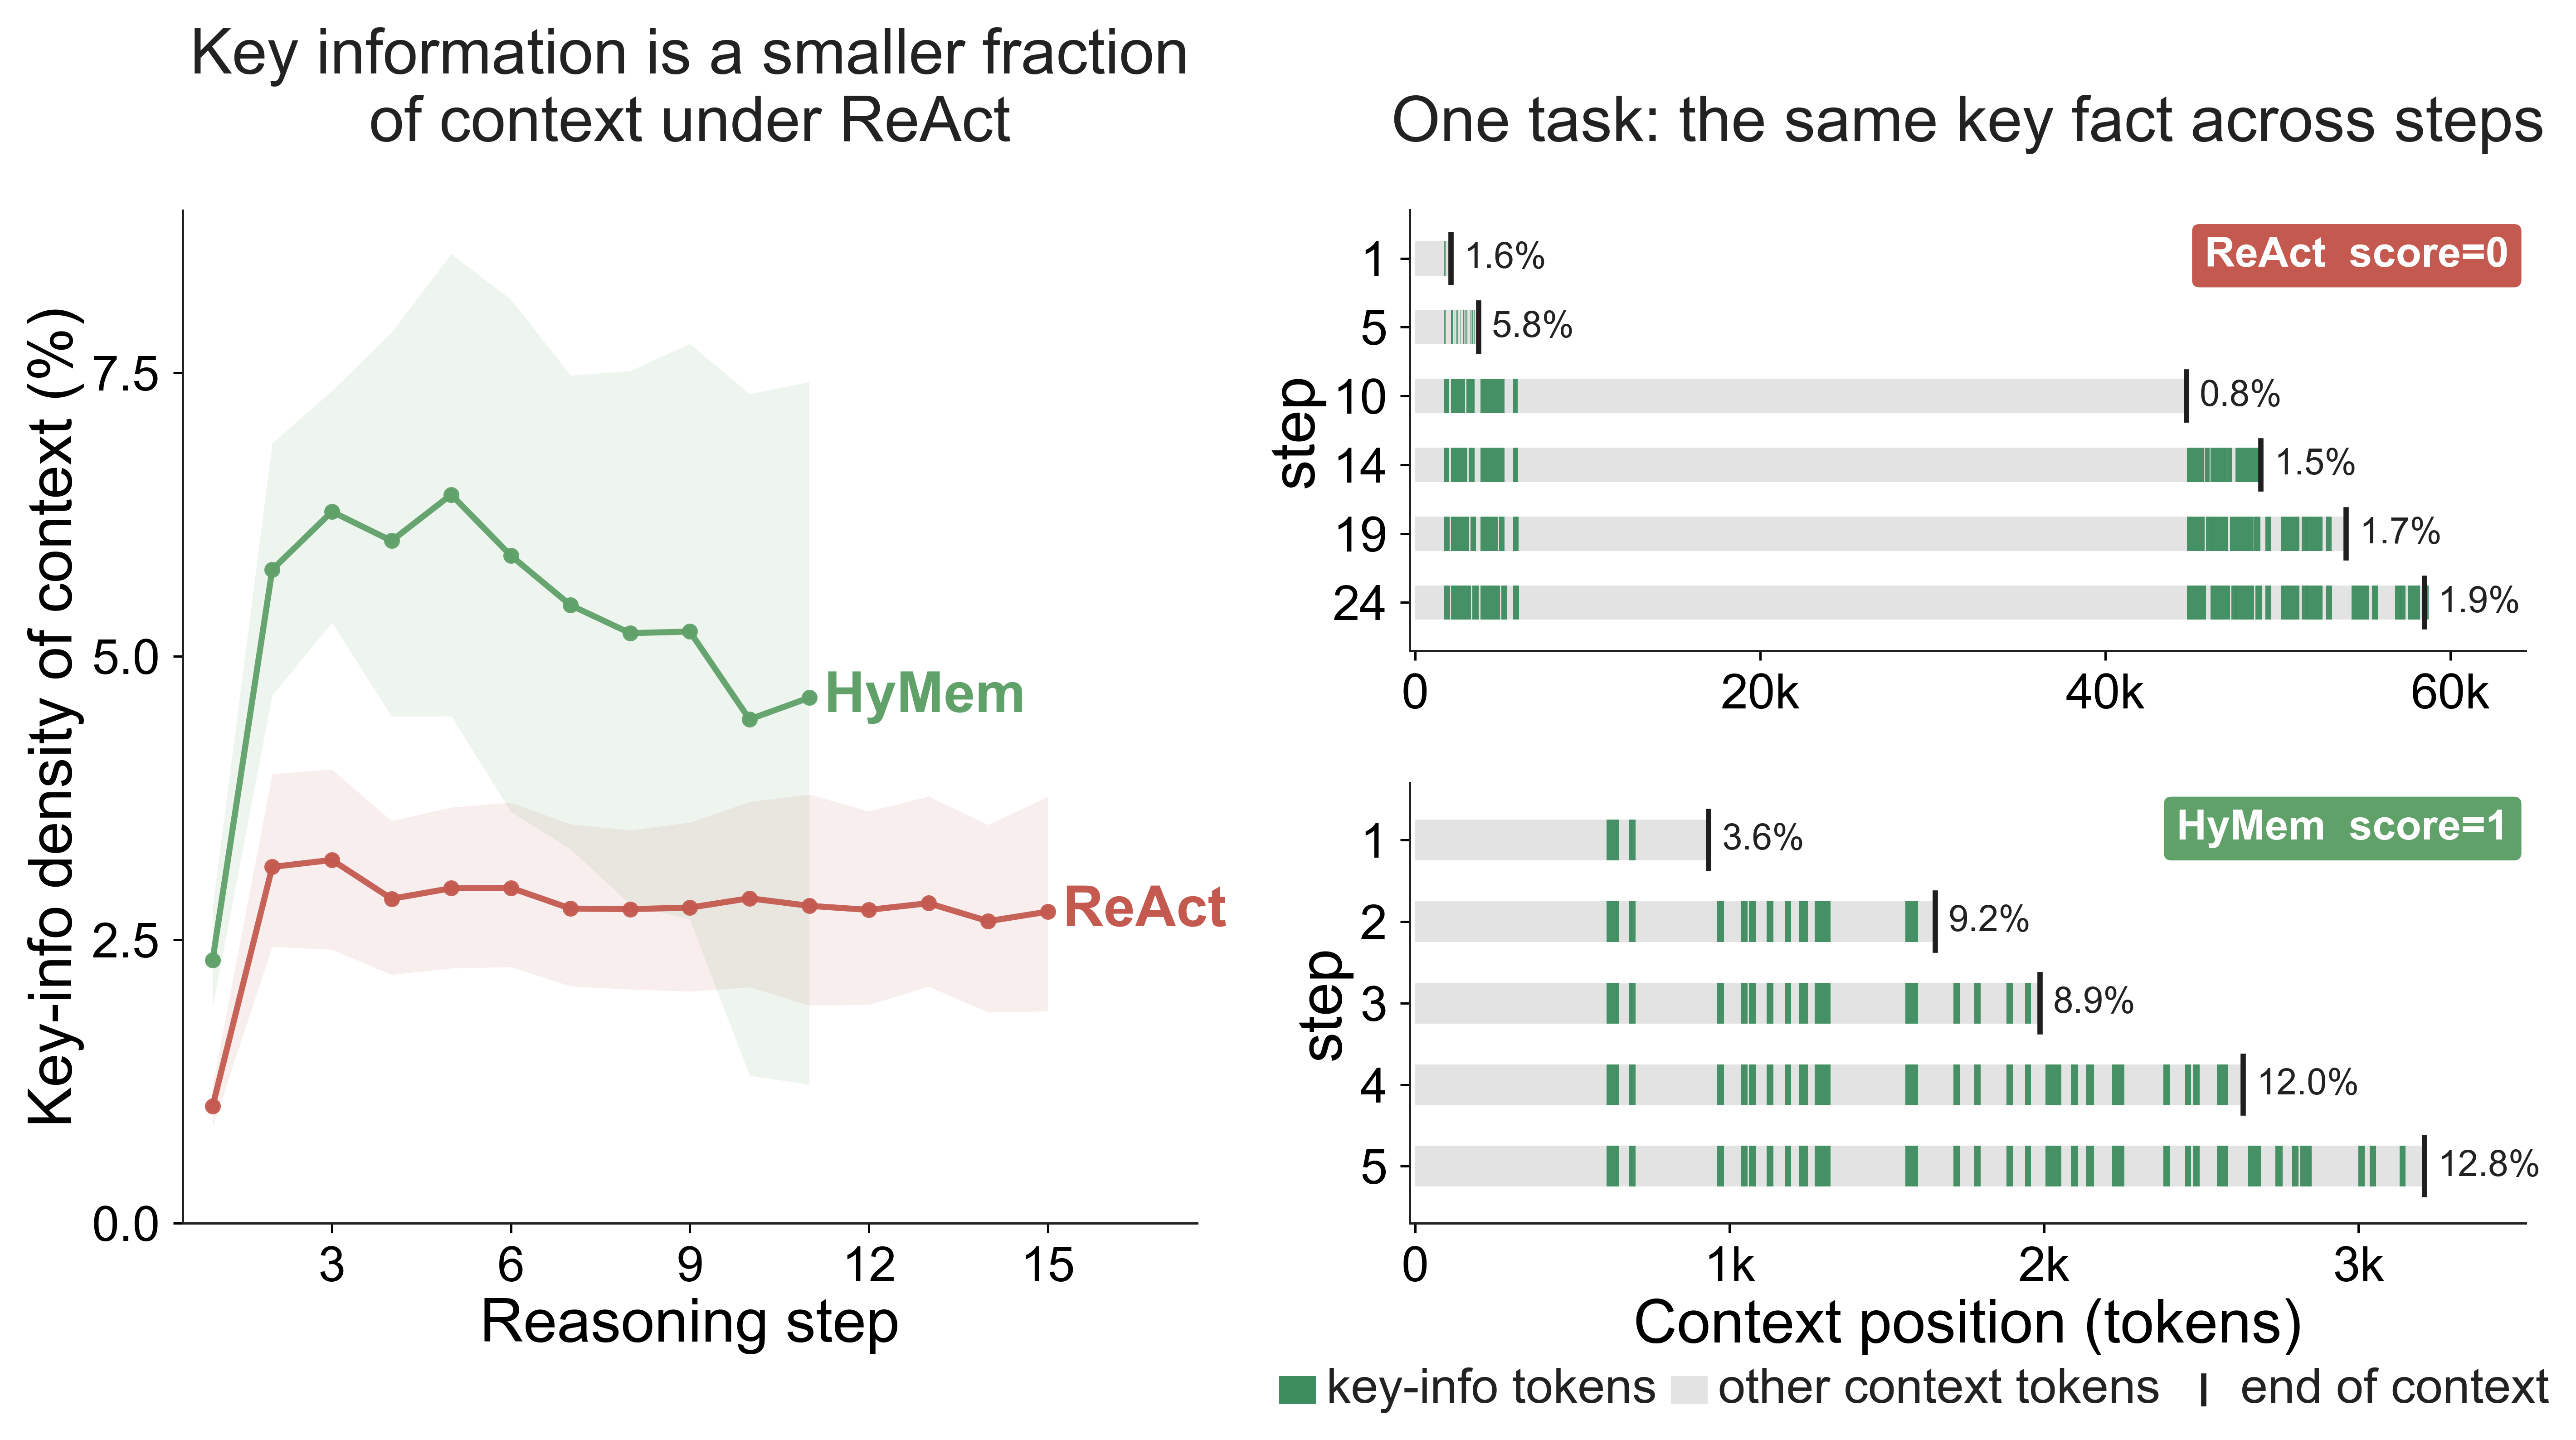 Key information is a smaller fraction
of context under ReAct
Key-info density of context (%)
7.5
5.0
2.5
0.0
HyMem
ReAct
3 6 9 12 15
Reasoning step
One task: the same key fact across steps
ReAct score=0
step
1 1.6%
5 5.8%
10 0.8%
14 1.5%
19 1.7%
24 1.9%
0 20k 40k 60k
HyMem score=1
step
1 3.6%
2 9.2%
3 8.9%
4 12.0%
5 12.8%
0 1k 2k 3k
Context position (tokens)
key-info tokens other context tokens end of context